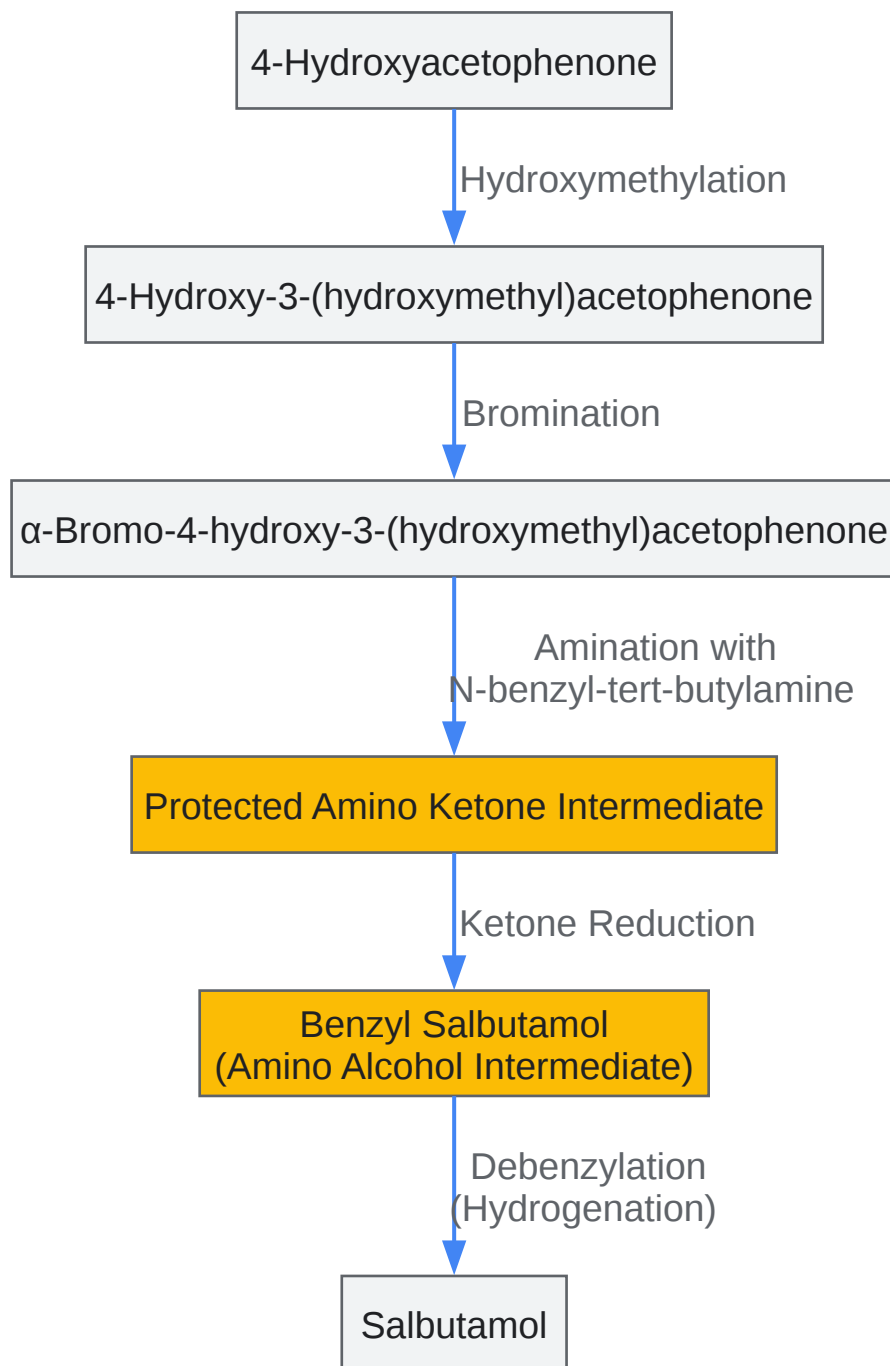 4-Hydroxyacetophenone
Hydroxymethylation
4-Hydroxy-3-(hydroxymethyl)acetophenone
Bromination
α-Bromo-4-hydroxy-3-(hydroxymethyl)acetophenone
Amination with
N-benzyl-tert-butylamine
Protected Amino Ketone Intermediate
Ketone Reduction
Benzyl Salbutamol
(Amino Alcohol Intermediate)
Debenzylation
(Hydrogenation)
Salbutamol